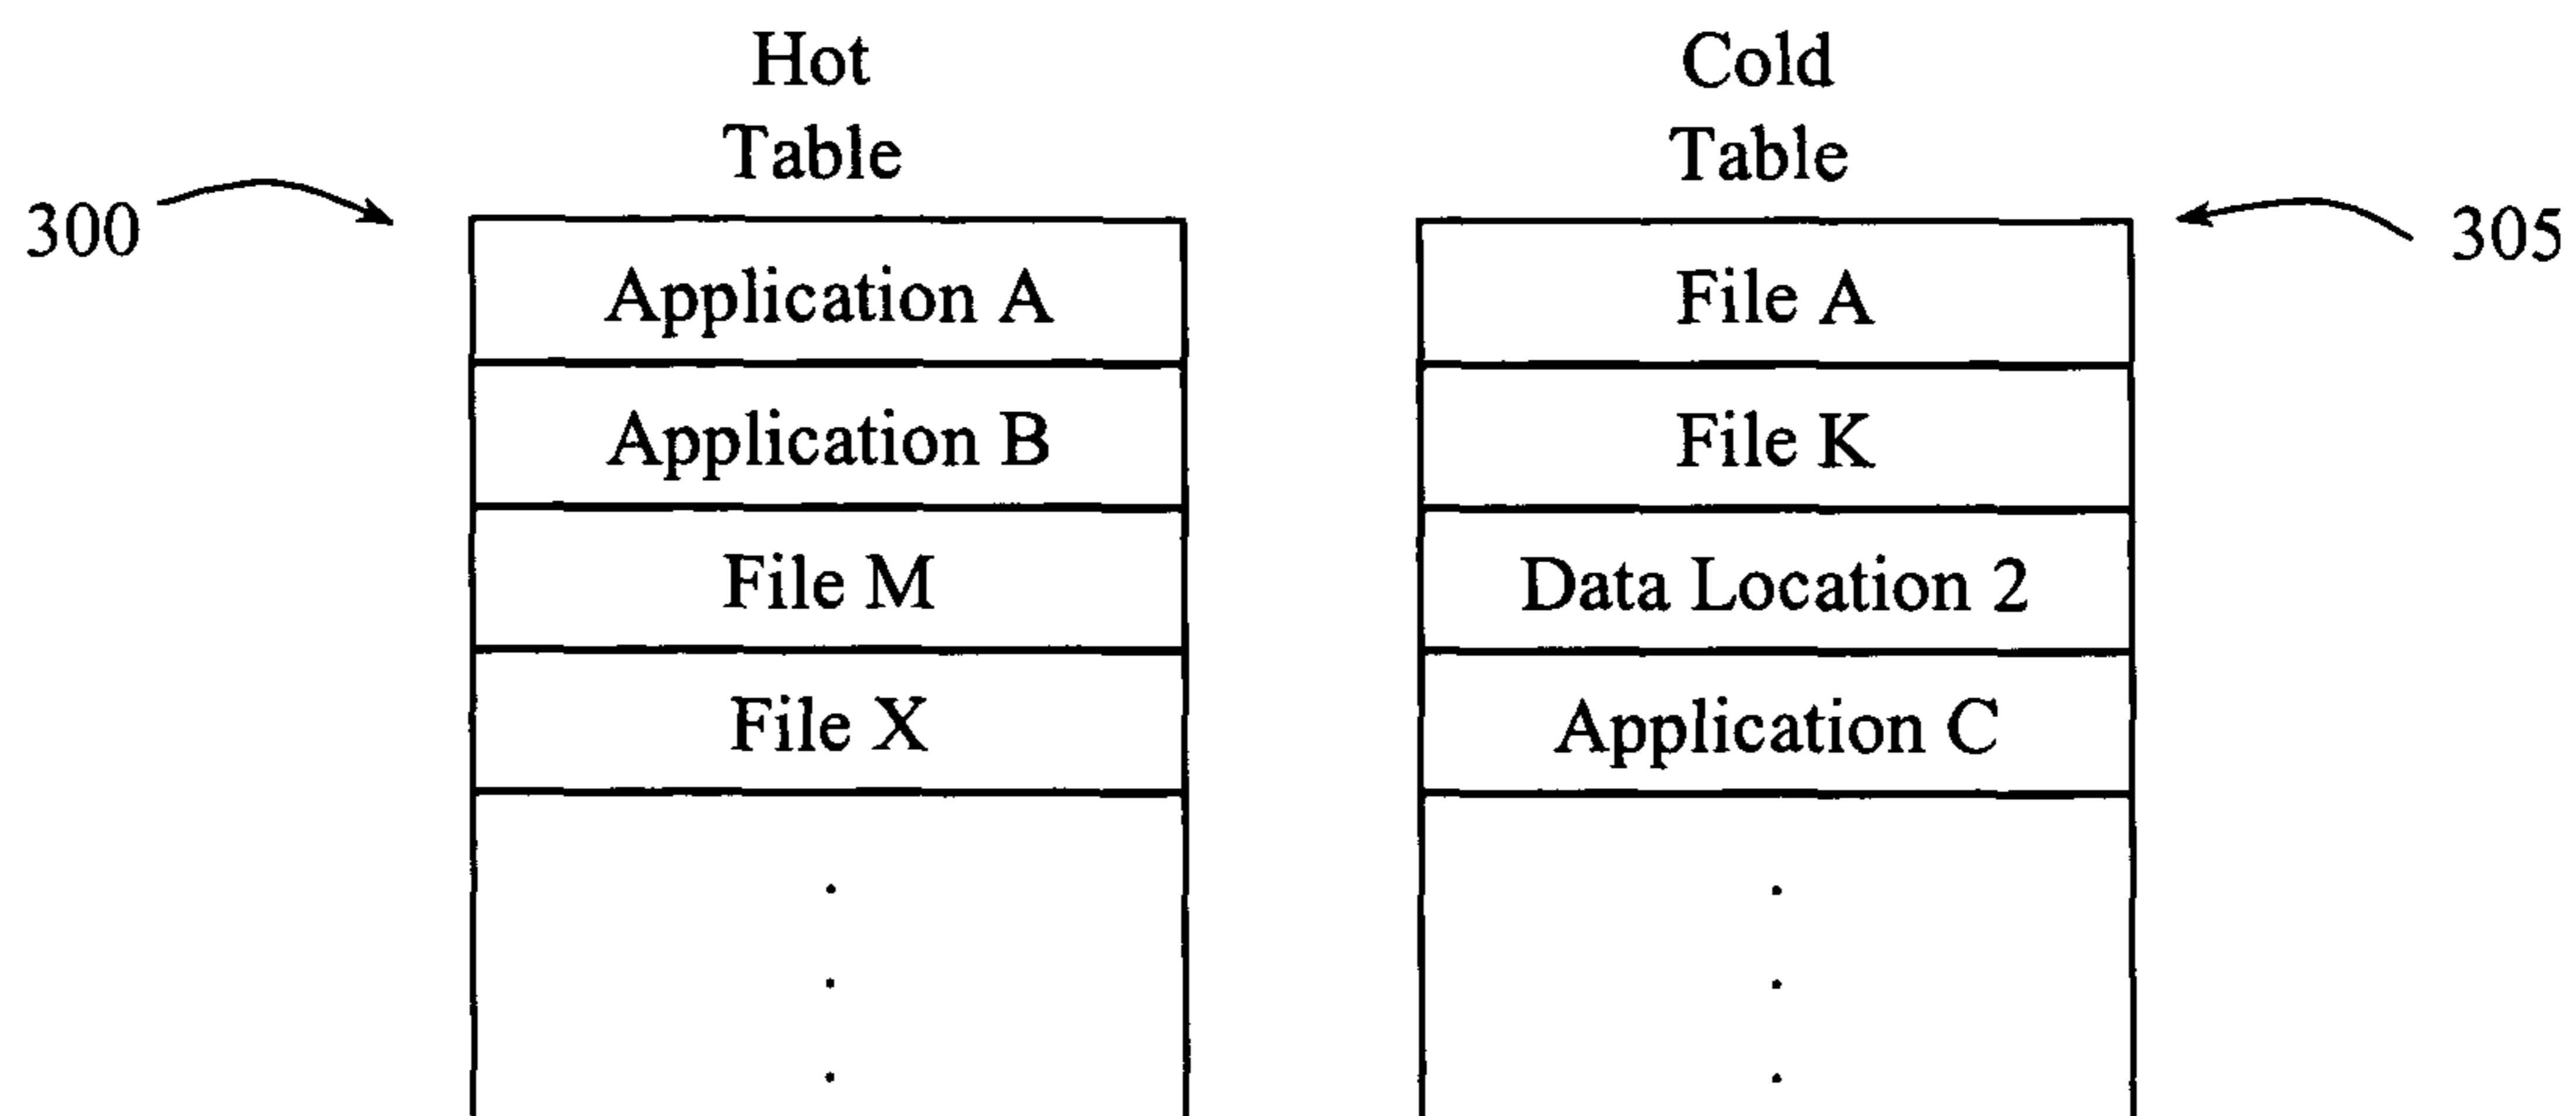 Hot
Table
300
Application A
Application B
File M
File X
Cold
Table
305
File A
File K
Data Location 2
Application C